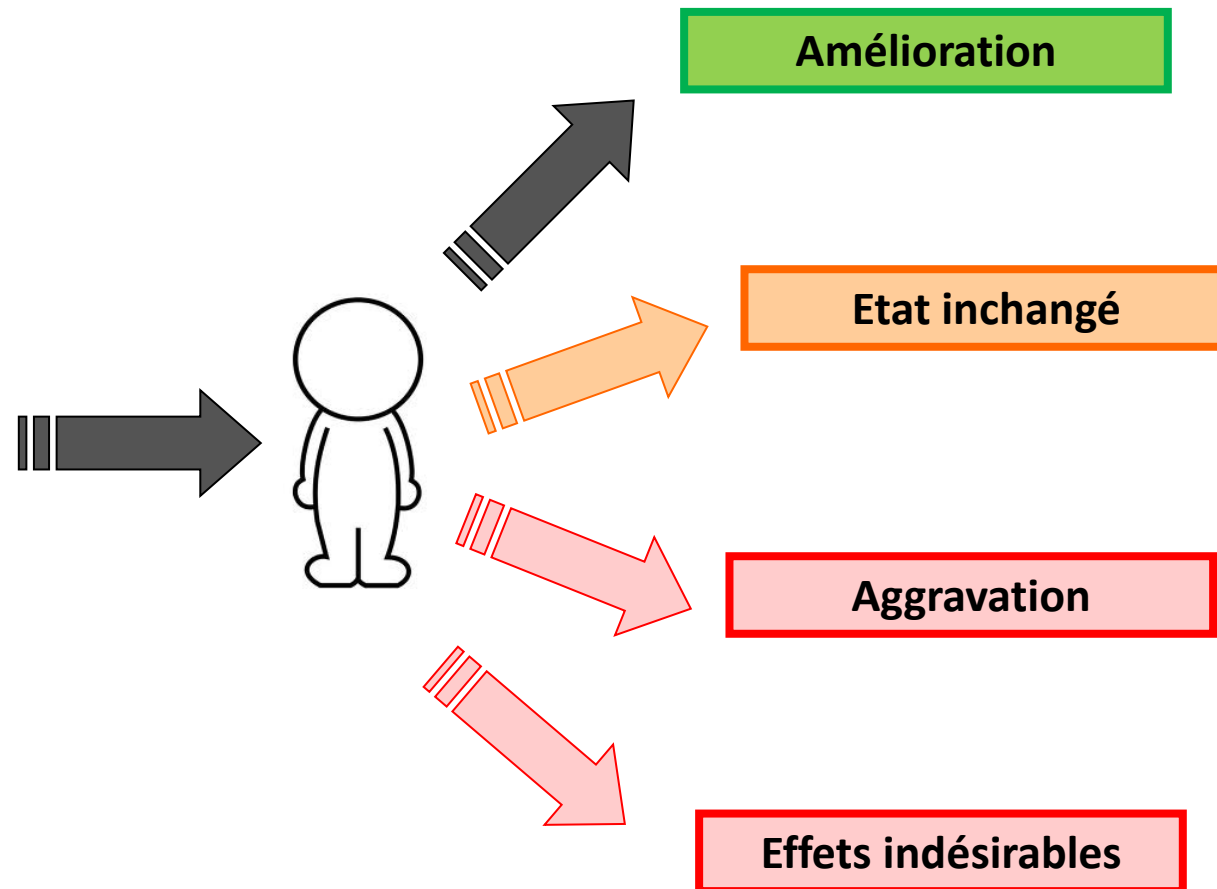 Amélioration
Etat inchangé
Aggravation
Effets indésirables